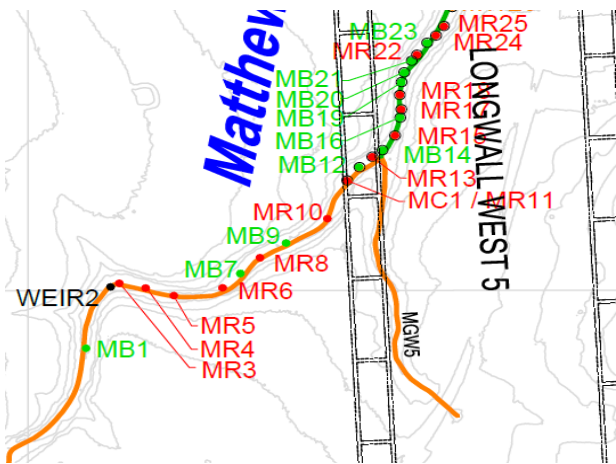 MB23
MR25
MR22
MR24
Matthew
MB21
MB20
MB19
MB16
MB12
MB14
MR13
MC1 / MR11
LONGWALL WEST 5
MR10
MB9
MR8
MB7
MR6
WEIR2
MR5
MR4
MR3
MB1
MGW5